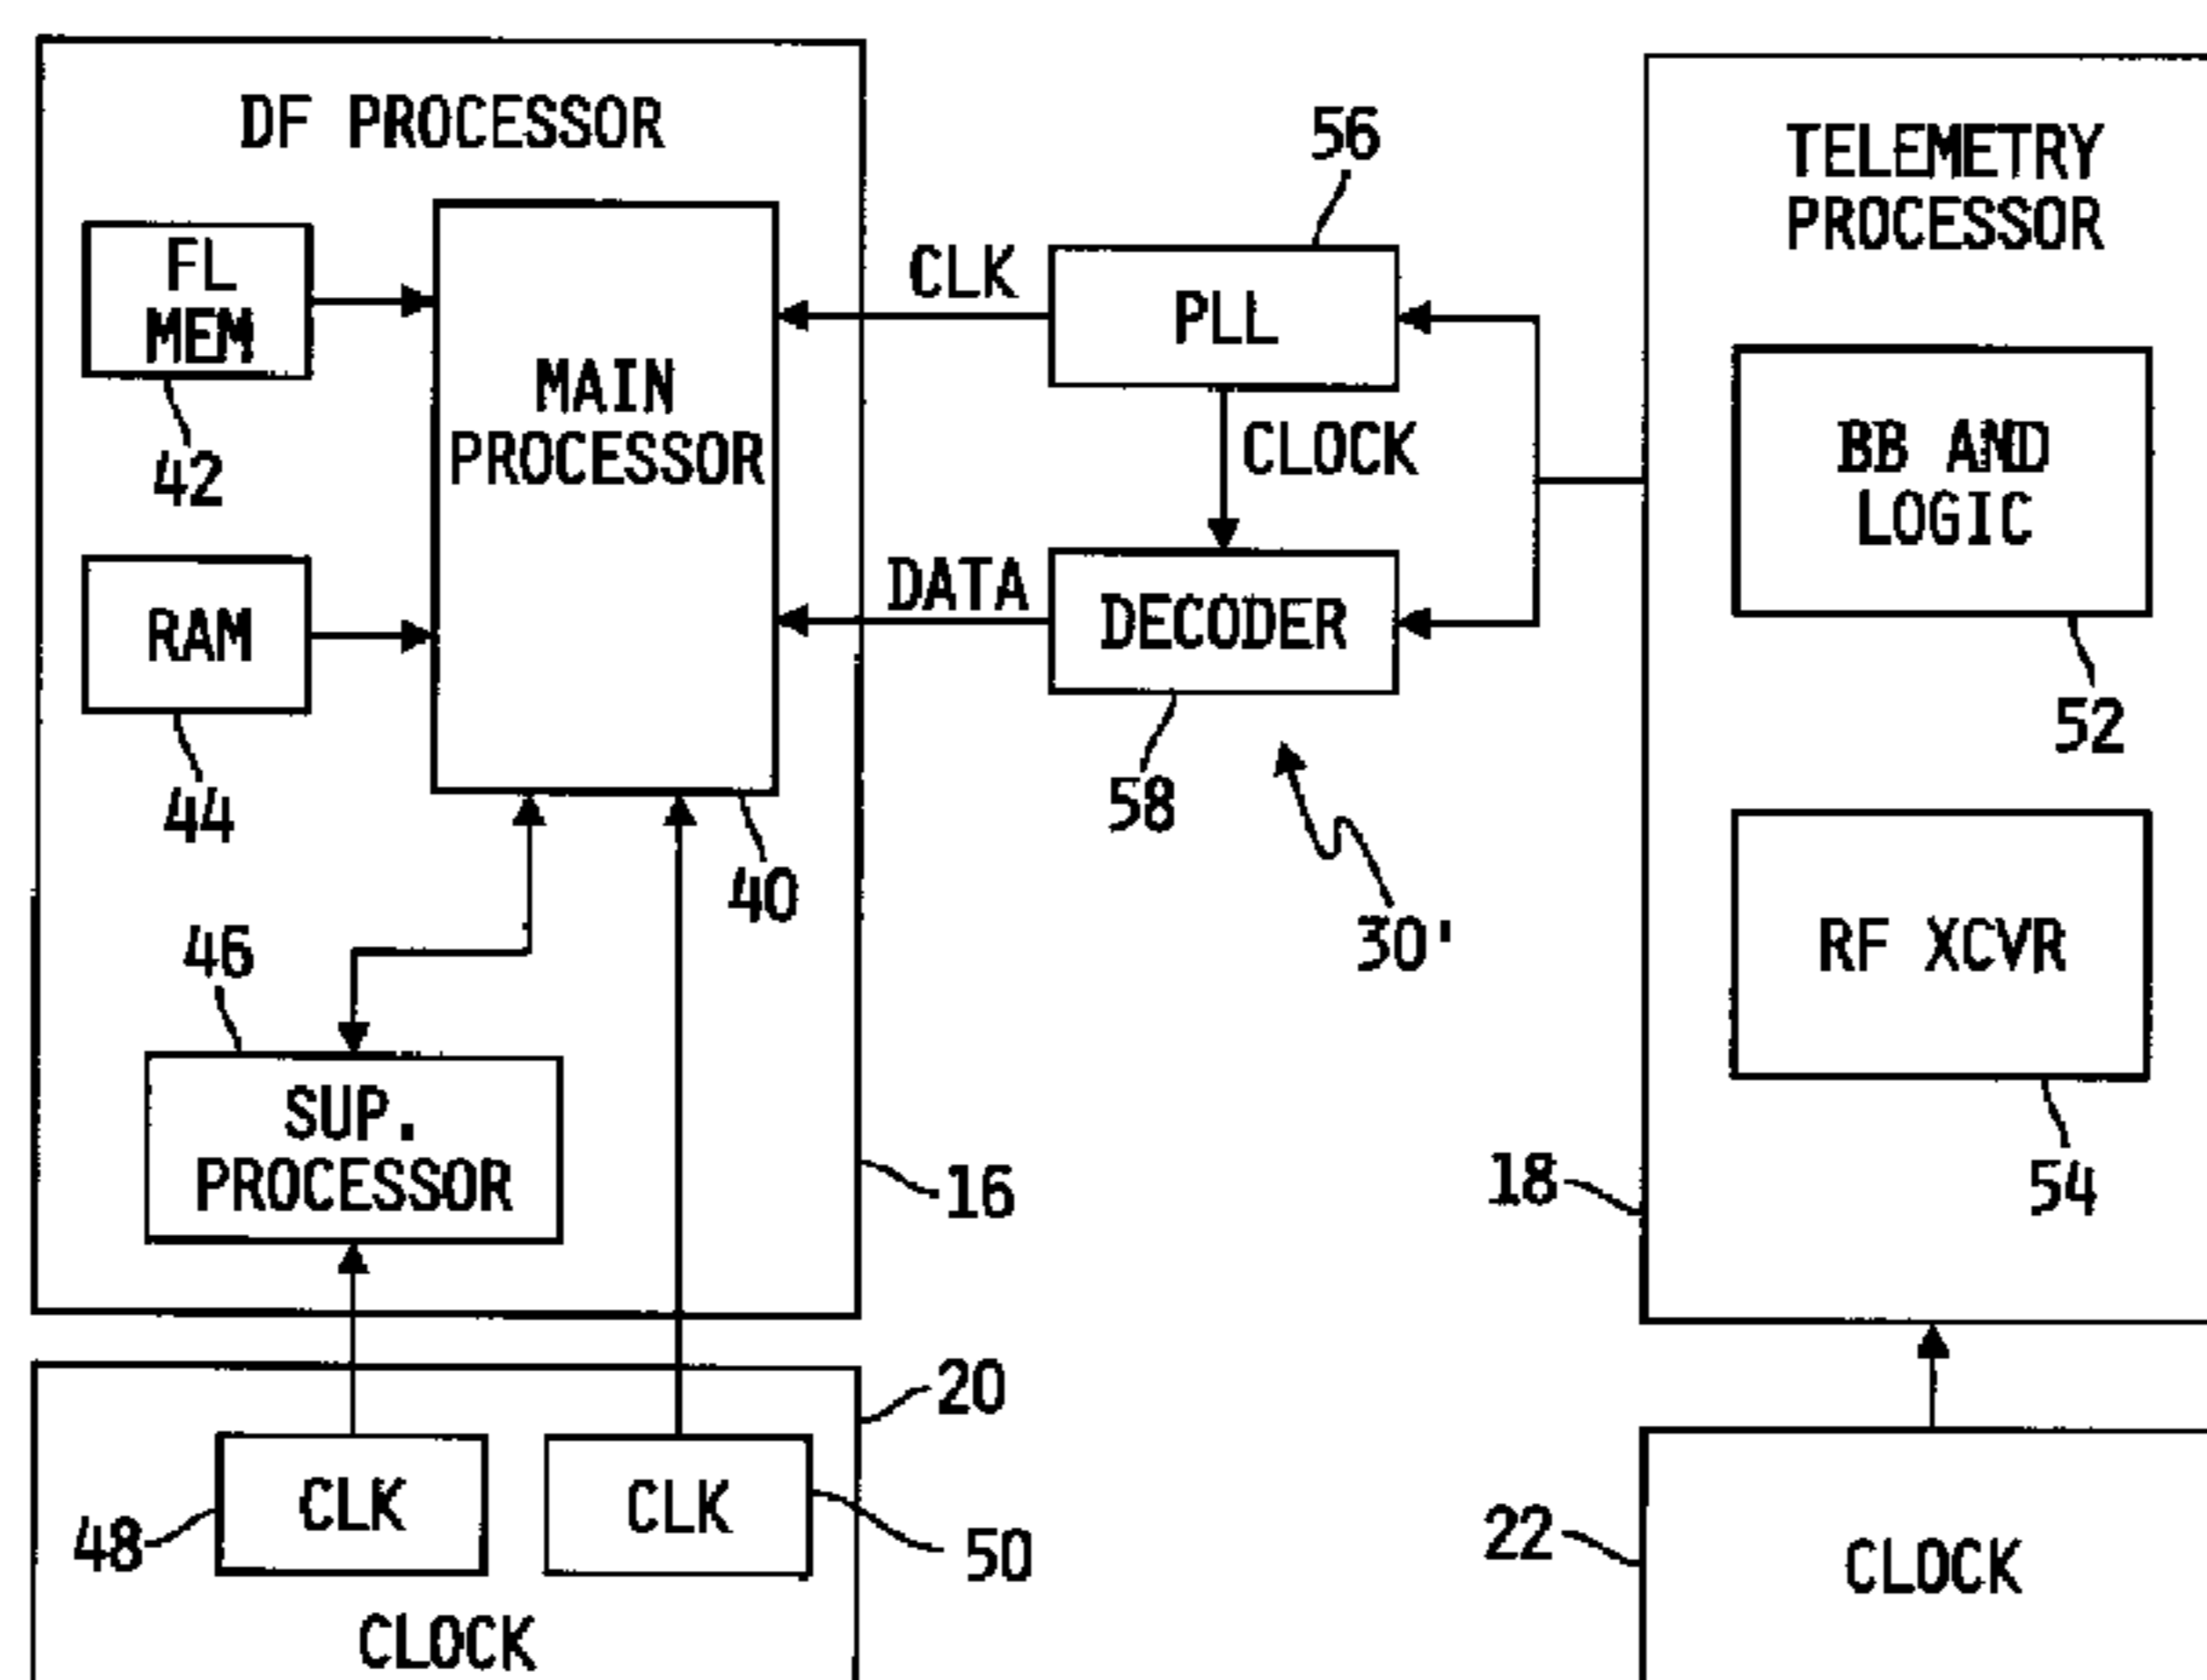 DF PROCESSOR
FL
MEM
42
RAM
44
MAIN
PROCESSOR
40
46
SUP.
PROCESSOR
16
CLK
56
PLL
CLOCK
DATA
DECODER
58
30'
TELEMETRY
PROCESSOR
BB AND
LOGIC
52
RF XCVR
54
18
20
CLK
48
CLK
50
CLOCK
22
CLOCK